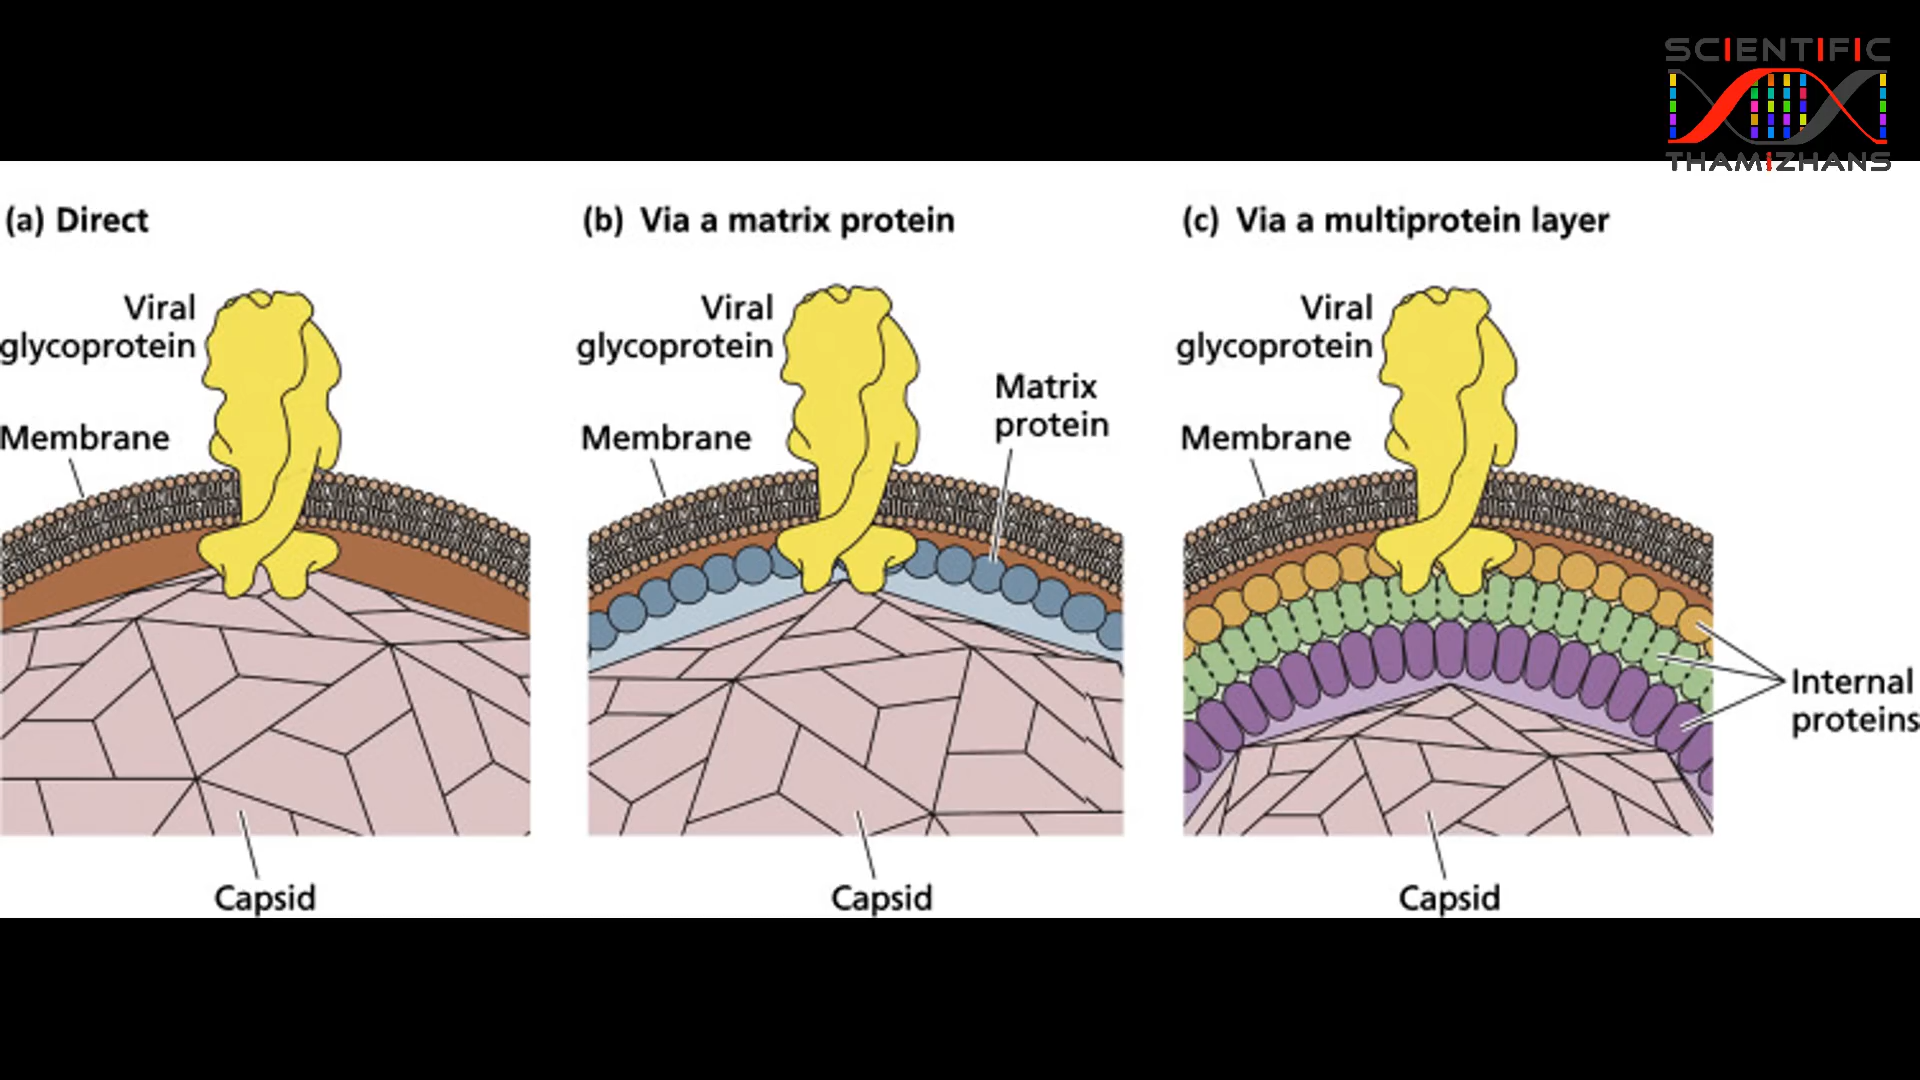 SCIENTIFIC
THAMIZHANS
(a) Direct
Viral
glycoprotein
Membrane
Capsid
(b) Via a matrix protein
Viral
glycoprotein
Matrix
protein
Membrane
Capsid
(c) Via a multiprotein layer
Viral
glycoprotein
Membrane
Internal
proteins
Capsid